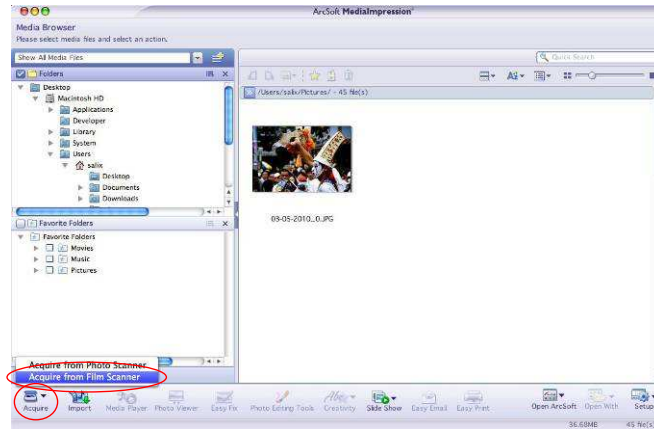 ArcSoft MediaImpression™
Media Browser
Please select media files and select an action.
Show All Media Files
Quick Search
Folders
/Users/salix/Pictures/ - 45 file(s)
Desktop
Macintosh HD
Applications
Developer
Library
System
Users
salix
Desktop
Documents
Downloads
03-05-2010_0.JPG
Favorite Folders
Favorite Folders
Movies
Music
Pictures
Acquire from Photo Scanner
Acquire from Film Scanner
Acquire Import Media Player Photo Viewer Easy Fix Photo Editing Tools Creativity Slide Show Easy Email Easy Print Open ArcSoft Open With Setup
36.68MB 45 file(s)